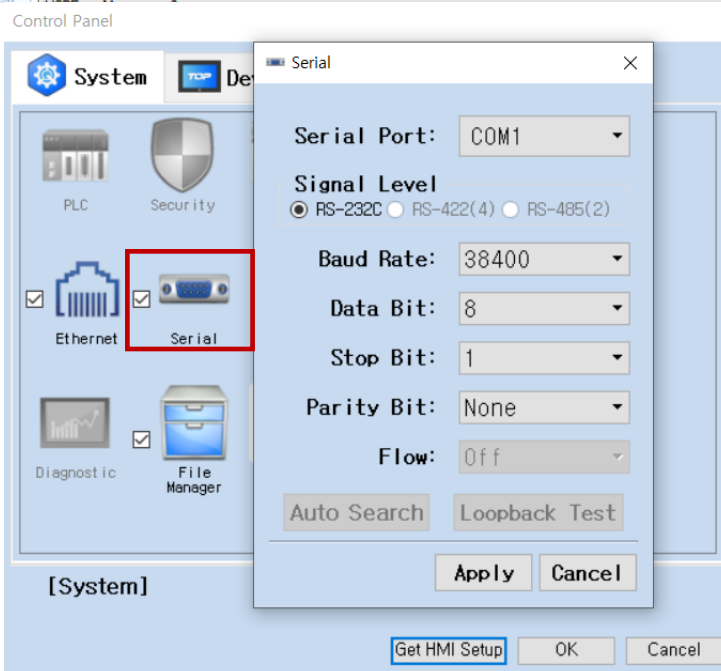 Control Panel
System
TOP
De
PLC
Security
Ethernet
Serial
Diagnostic
File
Manager
[System]
Serial
Serial Port: COM1
Signal Level
RS-232C RS-422(4) RS-485(2)
Baud Rate: 38400
Data Bit: 8
Stop Bit: 1
Parity Bit: None
Flow: Off
Auto Search Loopback Test
Apply Cancel
Get HMI Setup OK Cancel